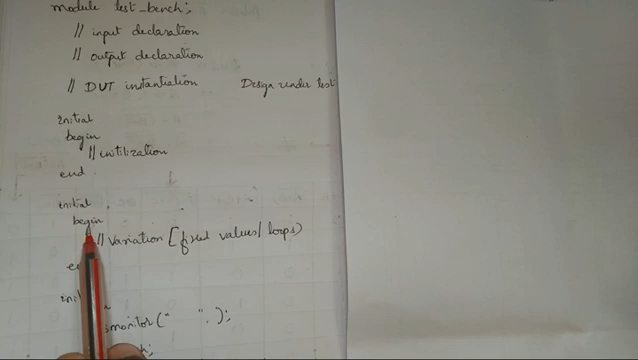 module test_bench;
// input declaration
// output declaration
// DUT instantiation Design under test
initial
begin
// initilization
end
initial
begin
// Variation [fixed values/ loops)
monitor(" ",);